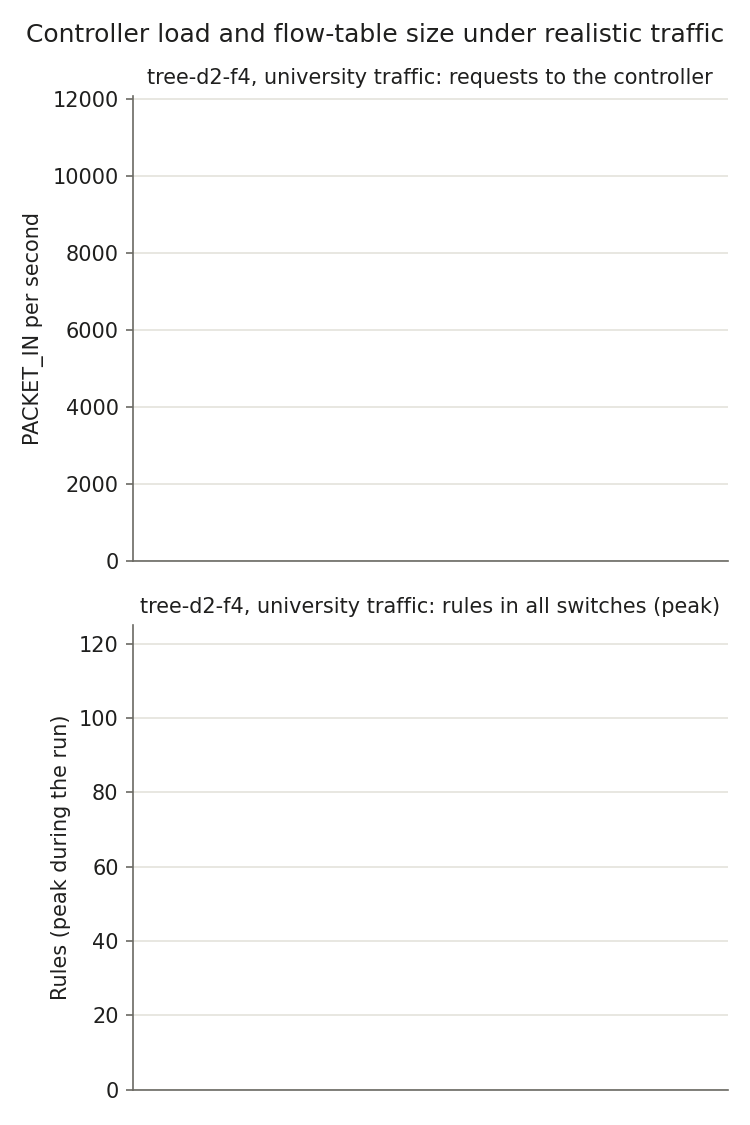 Controller load and flow-table size under realistic traffic
tree-d2-f4, university traffic: requests to the controller
12000
10000
8000
6000
4000
2000
0
PACKET_IN per second
tree-d2-f4, university traffic: rules in all switches (peak)
120
100
80
60
40
20
0
Rules (peak during the run)